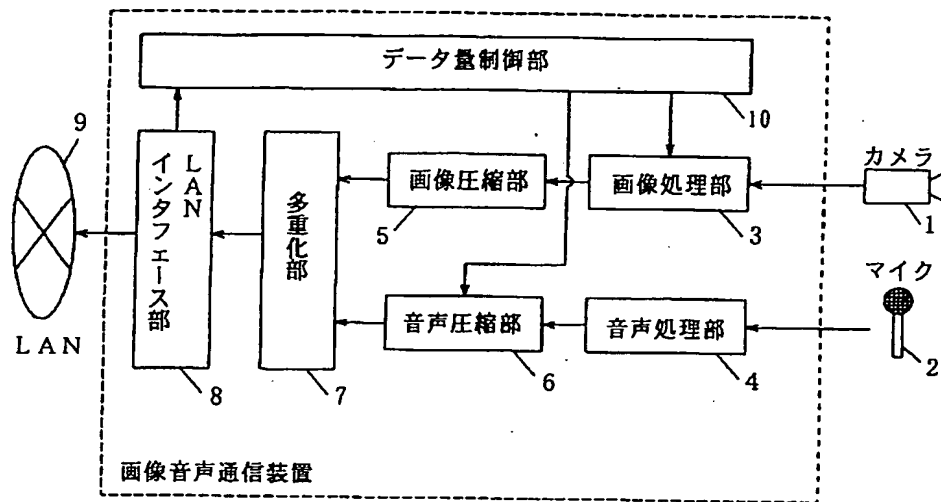 データ量制御部
10
9
LAN
インタフェース部
LAN
8
多重化部
7
画像圧縮部
5
画像処理部
3
カメラ
1
音声圧縮部
6
音声処理部
4
マイク
2
画像音声通信装置